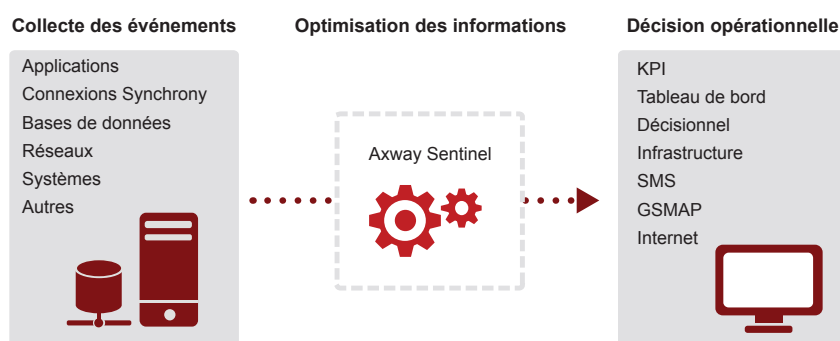 Collecte des événements
Applications
Connexions Synchrony
Bases de données
Réseaux
Systèmes
Autres
Optimisation des informations
Axway Sentinel
Décision opérationnelle
KPI
Tableau de bord
Décisionnel
Infrastructure
SMS
GSMAP
Internet